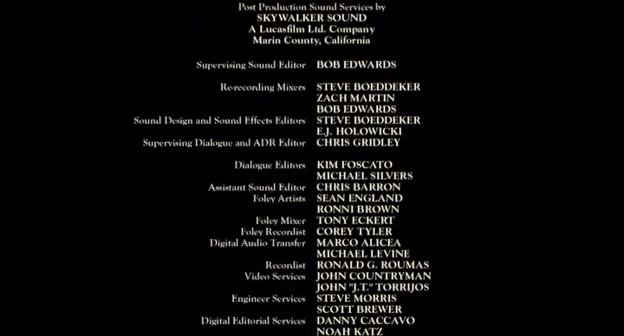 Post Production Sound Services by
SKYWALKER SOUND
A Lucasfilm Ltd. Company
Marin County, California
Supervising Sound Editor BOB EDWARDS
Re-recording Mixers STEVE BOEDDEKER
ZACH MARTIN
BOB EDWARDS
Sound Design and Sound Effects Editors STEVE BOEDDEKER
E.J. HOLOWICKI
Supervising Dialogue and ADR Editor CHRIS GRIDLEY
Dialogue Editors KIM FOSCATO
MICHAEL SILVERS
Assistant Sound Editor CHRIS BARRON
Foley Artists SEAN ENGLAND
RONNI BROWN
Foley Mixer TONY ECKERT
Foley Recordist COREY TYLER
Digital Audio Transfer MARCO ALICEA
MICHAEL LEVINE
Recordist RONALD G. ROUMAS
Video Services JOHN COUNTRYMAN
JOHN "J.T." TORRIJOS
Engineer Services STEVE MORRIS
SCOTT BREWER
Digital Editorial Services DANNY CACCAVO
NOAH KATZ